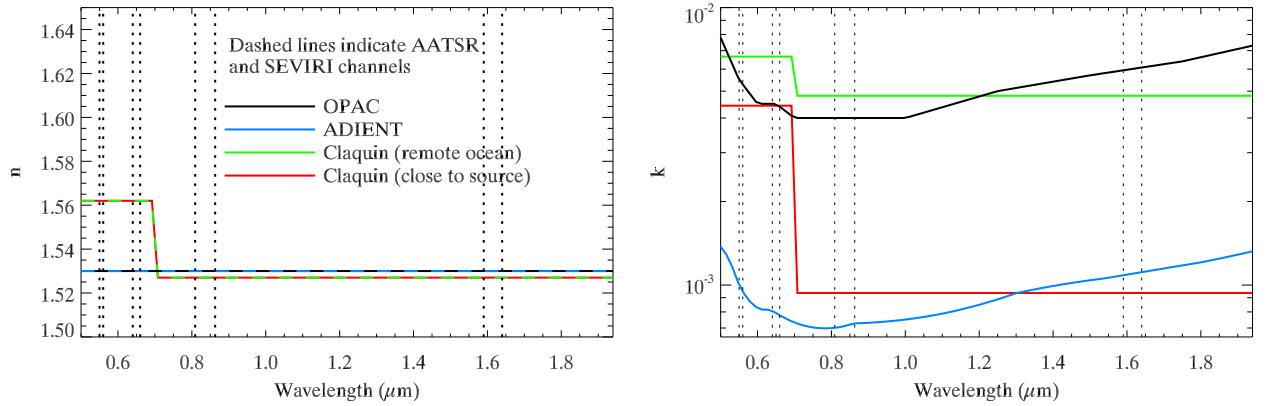 1.64
1.62
1.60
1.58
1.56
1.54
1.52
1.50
n
Dashed lines indicate AATSR
and SEVIRI channels
OPAC
ADIENT
Claquin (remote ocean)
Claquin (close to source)
0.6 0.8 1.0 1.2 1.4 1.6 1.8
Wavelength (μm)
10⁻²
10⁻³
k
0.6 0.8 1.0 1.2 1.4 1.6 1.8
Wavelength (μm)